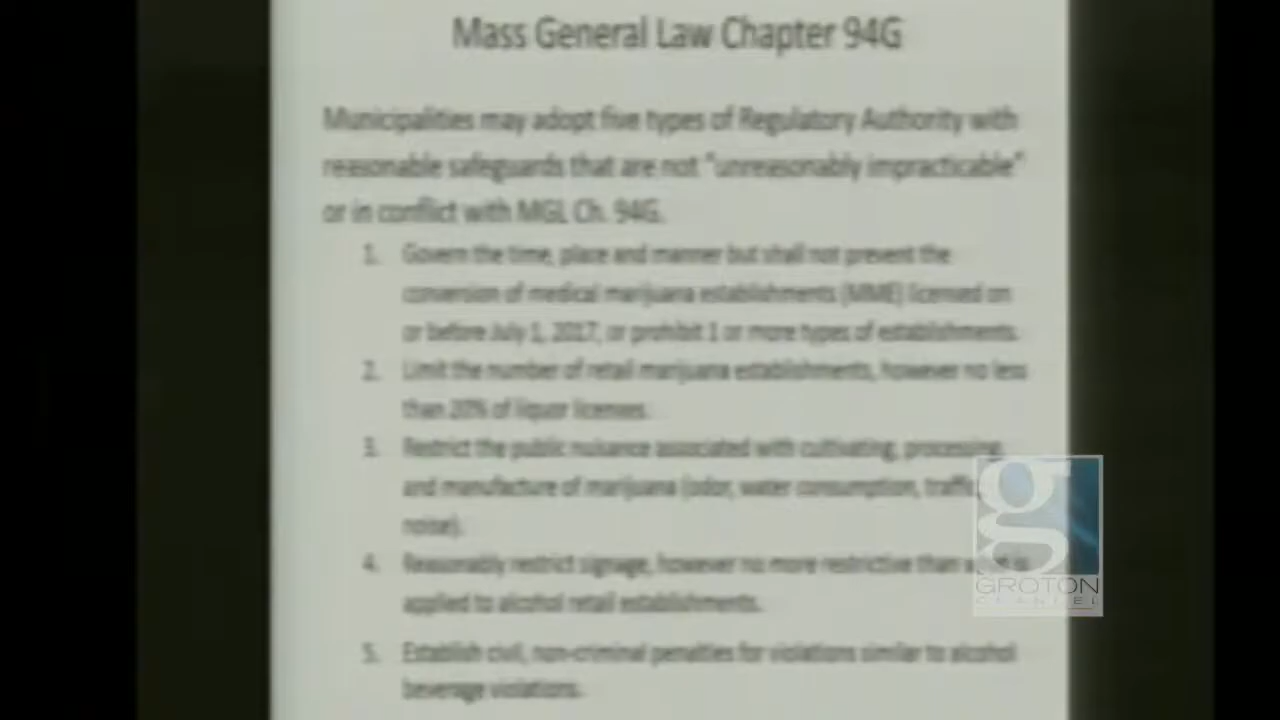 Mass General Law Chapter 94G
Municipalities may adopt five types of Regulatory Authority with
reasonable safeguards that are not "unreasonably impracticable"
or in conflict with MGL Ch. 94G.
1. Govern the time, place and manner but shall not prevent the
conversion of medical marijuana establishments (MME) licensed on
or before July 1, 2017, or prohibit 1 or more types of establishments.
2. Limit the number of retail marijuana establishments, however no less
than 20% of liquor licenses.
3. Restrict the public nuisance associated with cultivating, processing,
and manufacture of marijuana (odor, water consumption, traffic,
noise).
4. Reasonably restrict signage, however no more restrictive than is
applied to alcohol retail establishments.
5. Establish civil, non-criminal penalties for violations similar to alcohol
beverage violations.
g
GROTON
CHANNEL